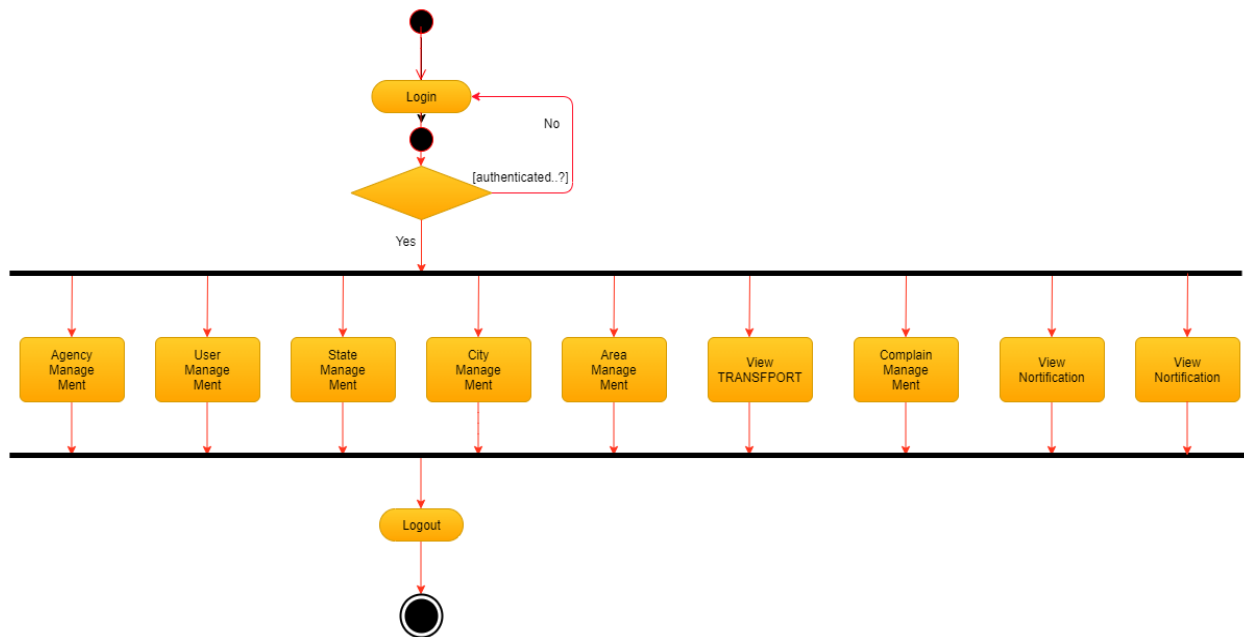 Login
No
[authenticated..?]
Yes
Agency
Manage
Ment
User
Manage
Ment
State
Manage
Ment
City
Manage
Ment
Area
Manage
Ment
View
TRANSFPORT
Complain
Manage
Ment
View
Nortification
View
Nortification
Logout